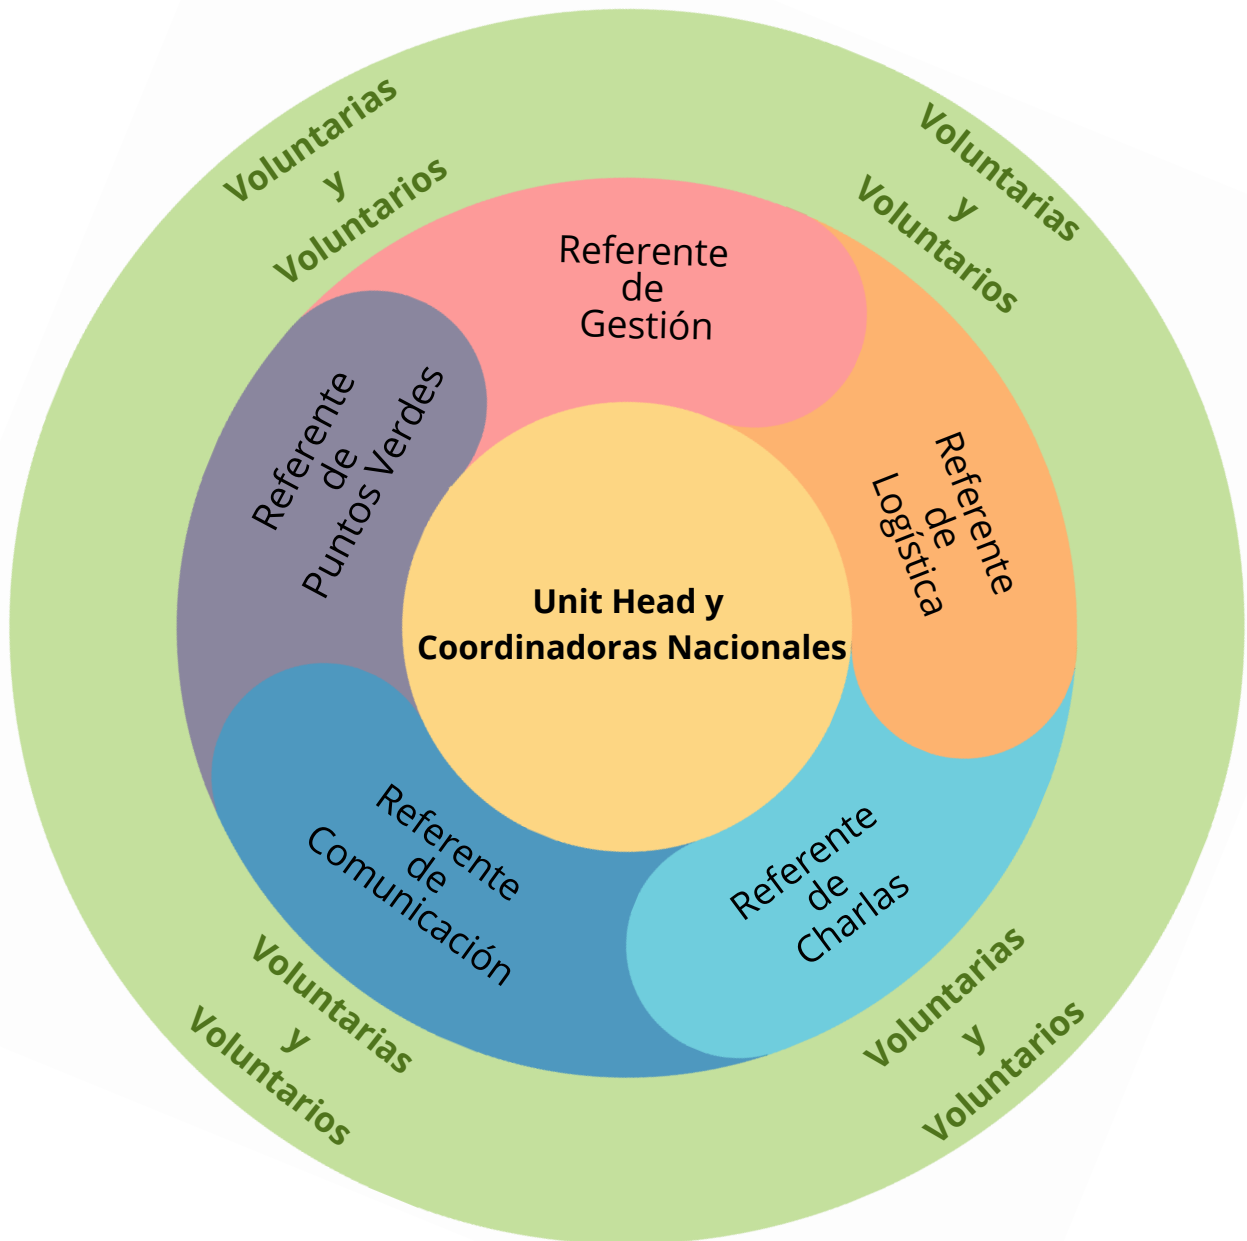 Voluntarias
y
Voluntarios
Voluntarias
y
Voluntarios
Referente
de
Gestión
Referente
de
Puntos Verdes
Referente
de
Logística
Unit Head y
Coordinadoras Nacionales
Referente
de
Comunicación
Referente
de
Charlas
Voluntarias
y
Voluntarios
Voluntarias
y
Voluntarios